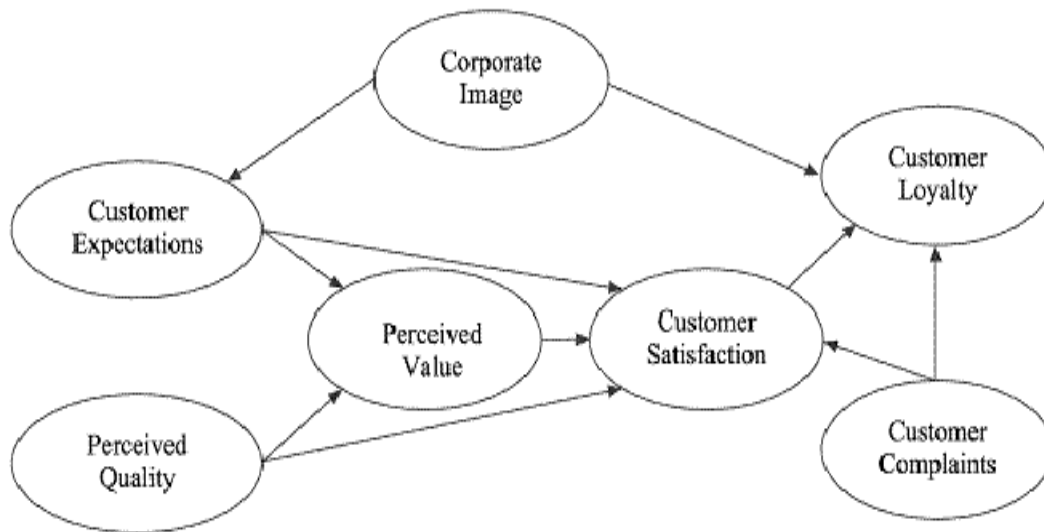 Corporate
Image
Customer
Loyalty
Customer
Expectations
Perceived
Value
Customer
Satisfaction
Perceived
Quality
Customer
Complaints